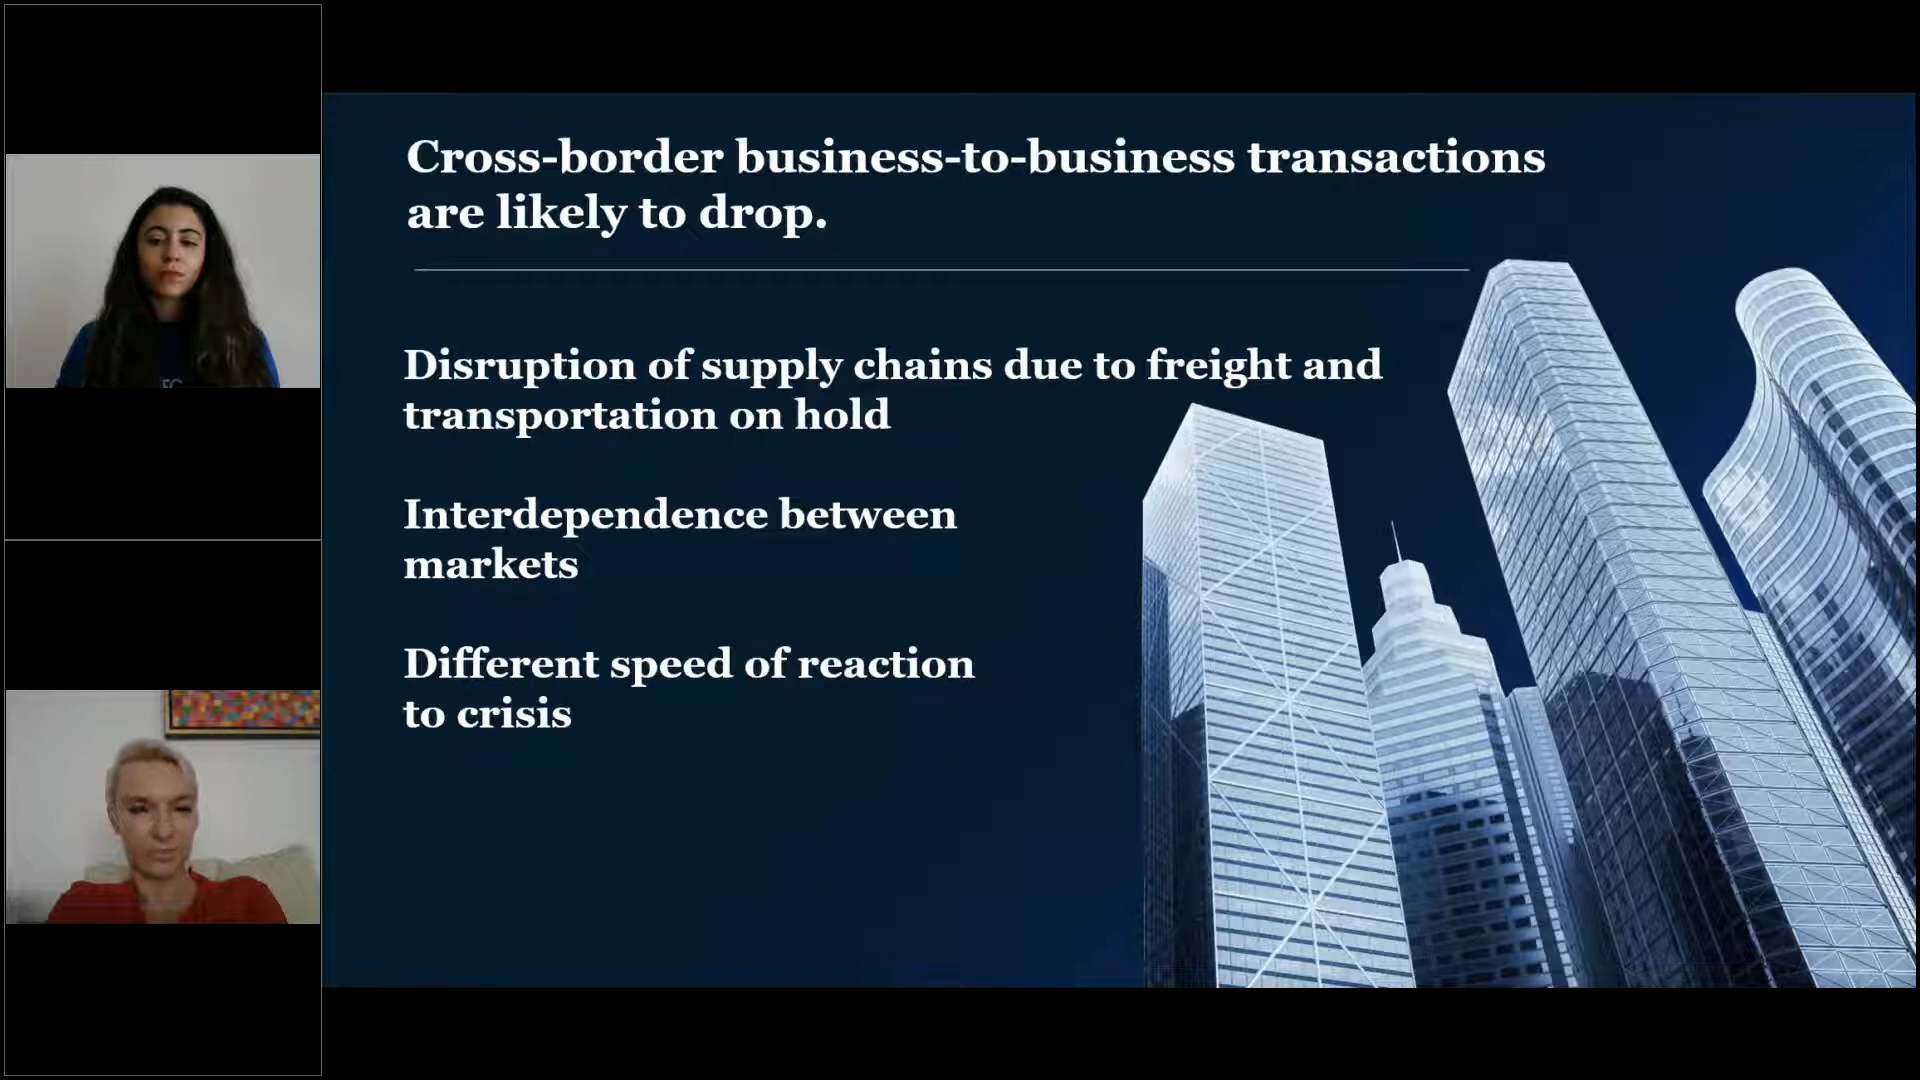 Cross-border business-to-business transactions
are likely to drop.
Disruption of supply chains due to freight and
transportation on hold
Interdependence between
markets
Different speed of reaction
to crisis